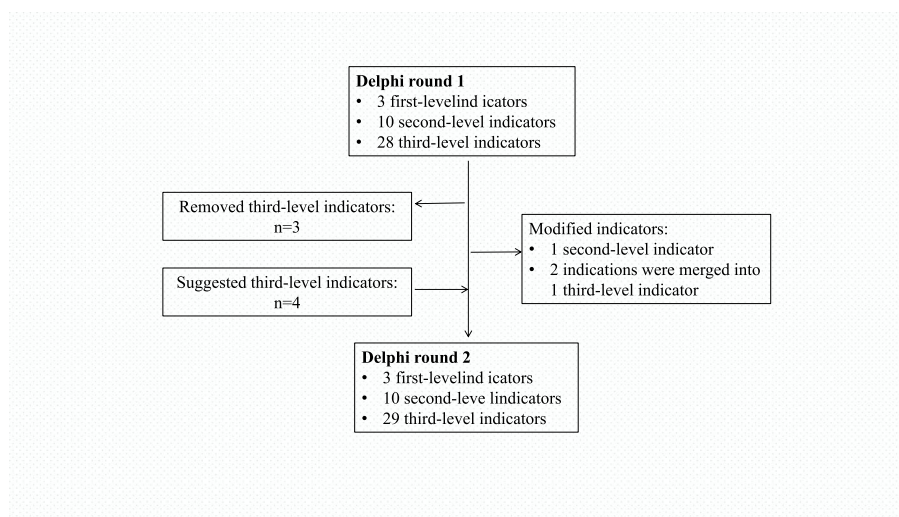 Delphi round 1
• 3 first-levelind icators
• 10 second-level indicators
• 28 third-level indicators
Removed third-level indicators:
n=3
Modified indicators:
• 1 second-level indicator
• 2 indications were merged into
1 third-level indicator
Suggested third-level indicators:
n=4
Delphi round 2
• 3 first-levelind icators
• 10 second-leve lindicators
• 29 third-level indicators